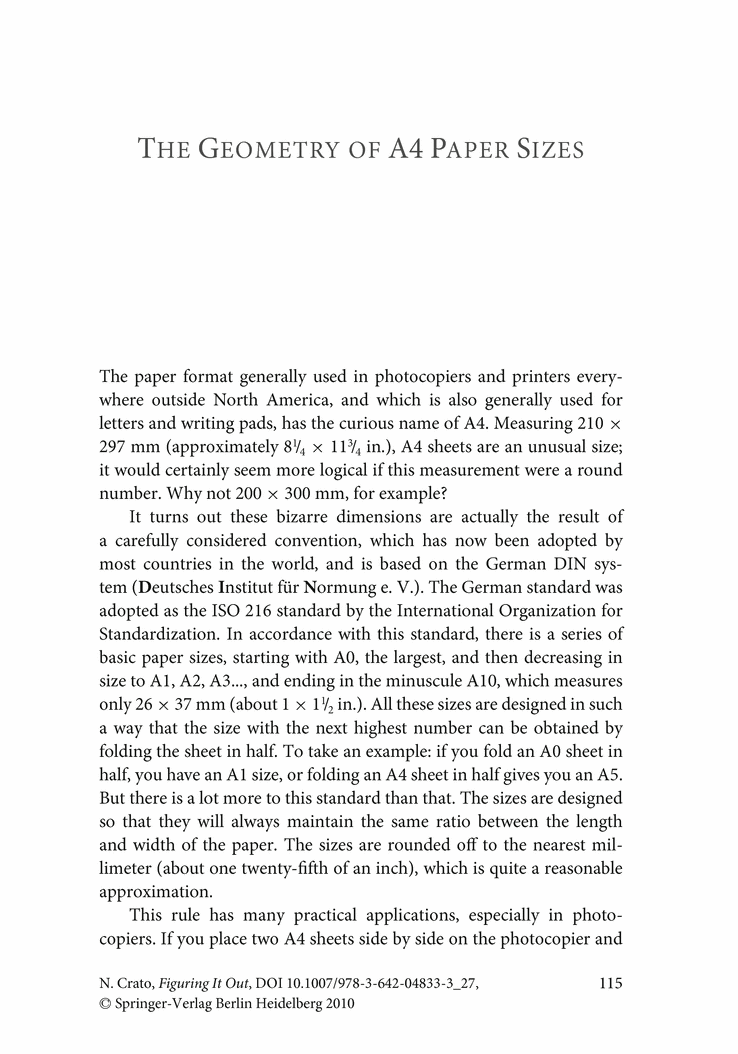 THE GEOMETRY OF A4 PAPER SIZES
The paper format generally used in photocopiers and printers every-
where outside North America, and which is also generally used for
letters and writing pads, has the curious name of A4. Measuring 210 ×
297 mm (approximately 8¼ × 11¾ in.), A4 sheets are an unusual size;
it would certainly seem more logical if this measurement were a round
number. Why not 200 × 300 mm, for example?
It turns out these bizarre dimensions are actually the result of
a carefully considered convention, which has now been adopted by
most countries in the world, and is based on the German DIN sys-
tem (Deutsches Institut für Normung e. V.). The German standard was
adopted as the ISO 216 standard by the International Organization for
Standardization. In accordance with this standard, there is a series of
basic paper sizes, starting with A0, the largest, and then decreasing in
size to A1, A2, A3..., and ending in the minuscule A10, which measures
only 26 × 37 mm (about 1 × 1½ in.). All these sizes are designed in such
a way that the size with the next highest number can be obtained by
folding the sheet in half. To take an example: if you fold an A0 sheet in
half, you have an A1 size, or folding an A4 sheet in half gives you an A5.
But there is a lot more to this standard than that. The sizes are designed
so that they will always maintain the same ratio between the length
and width of the paper. The sizes are rounded off to the nearest mil-
limeter (about one twenty-fifth of an inch), which is quite a reasonable
approximation.
This rule has many practical applications, especially in photo-
copiers. If you place two A4 sheets side by side on the photocopier and
N. Crato, Figuring It Out, DOI 10.1007/978-3-642-04833-3_27, 115
© Springer-Verlag Berlin Heidelberg 2010